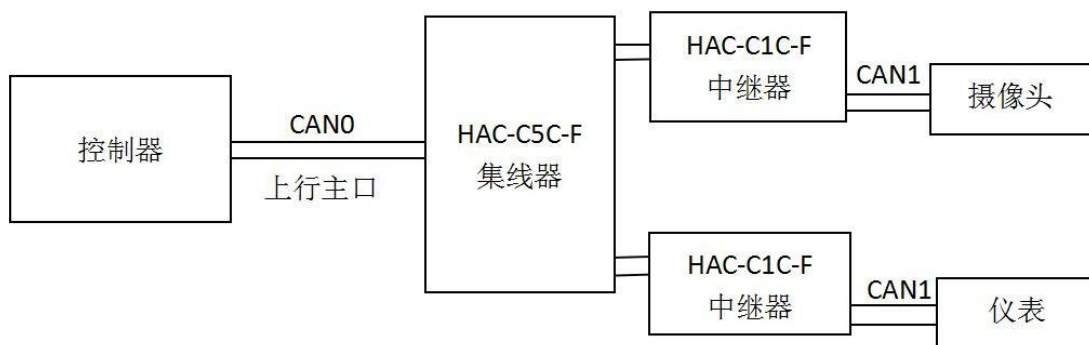 控制器
CAN0
上行主口
HAC-C5C-F
集线器
HAC-C1C-F
中继器
CAN1
摄像头
HAC-C1C-F
中继器
CAN1
仪表